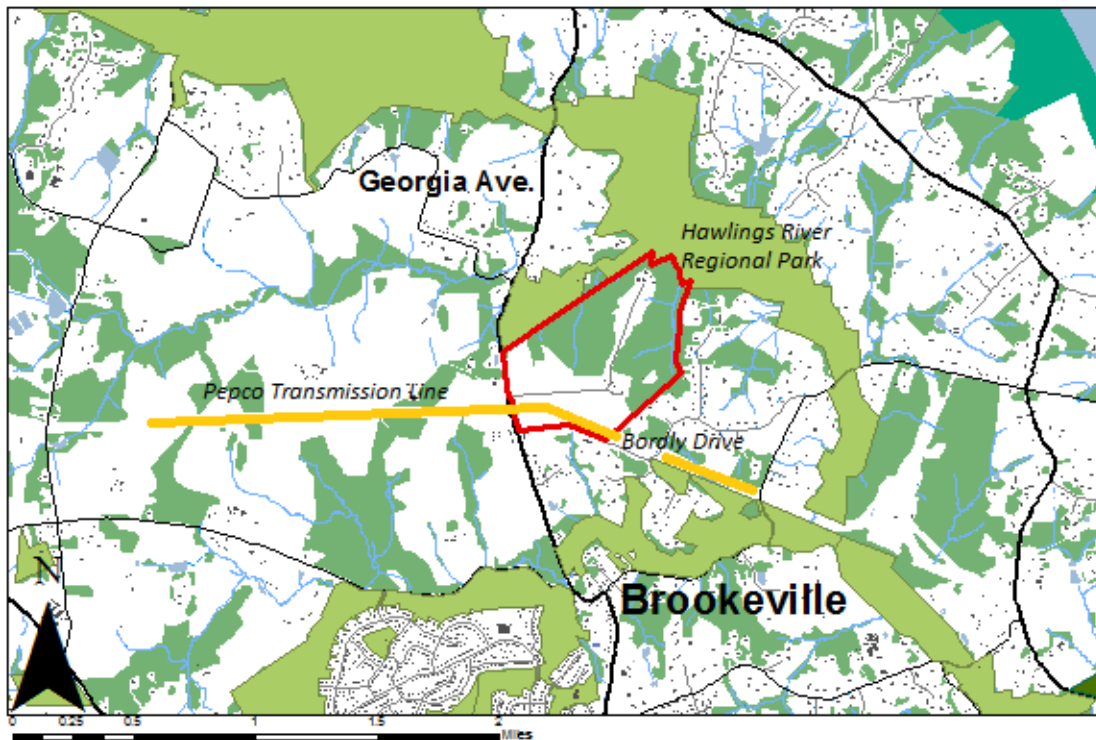 Georgia Ave.
Hawlings River
Regional Park
Pepco Transmission Line
Bordly Drive
Brookeville
N
0 0.25 0.5 1 1.5 2
Miles